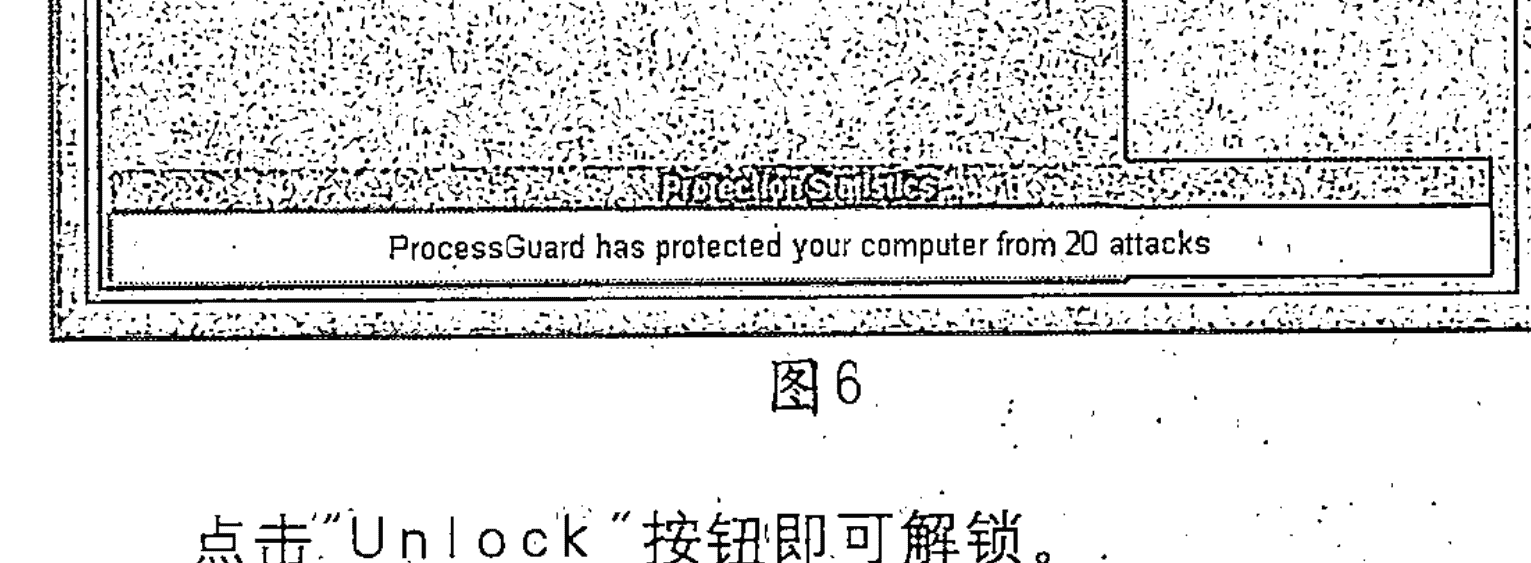 Protection Statistics
ProcessGuard has protected your computer from 20 attacks
图6
点击"Unlock"按钮即可解锁。